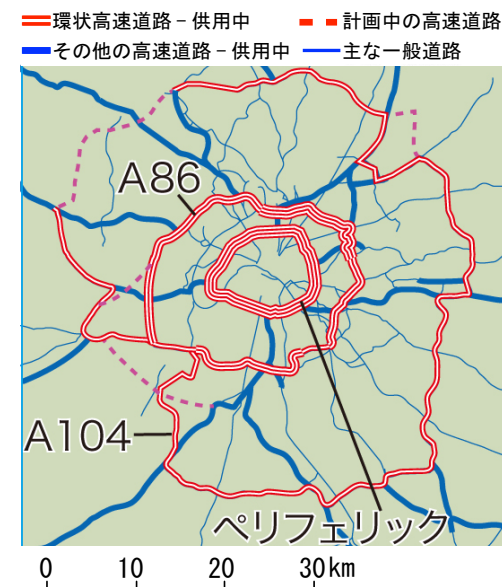 環状高速道路－供用中 計画中の高速道路
その他の高速道路－供用中 主な一般道路
A86
A104
ペリフェリック
0 10 20 30km